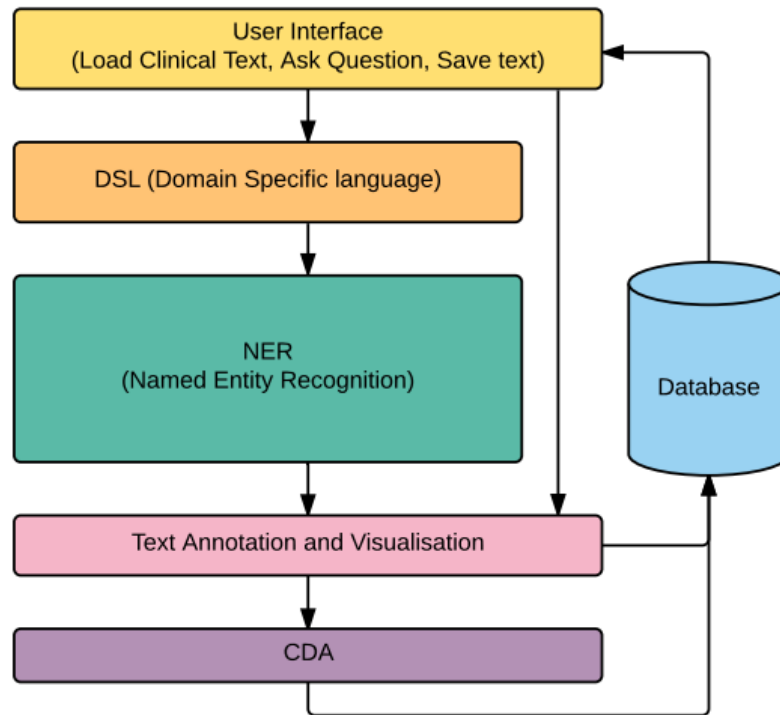 User Interface
(Load Clinical Text, Ask Question, Save text)
DSL (Domain Specific language)
NER
(Named Entity Recognition)
Database
Text Annotation and Visualisation
CDA